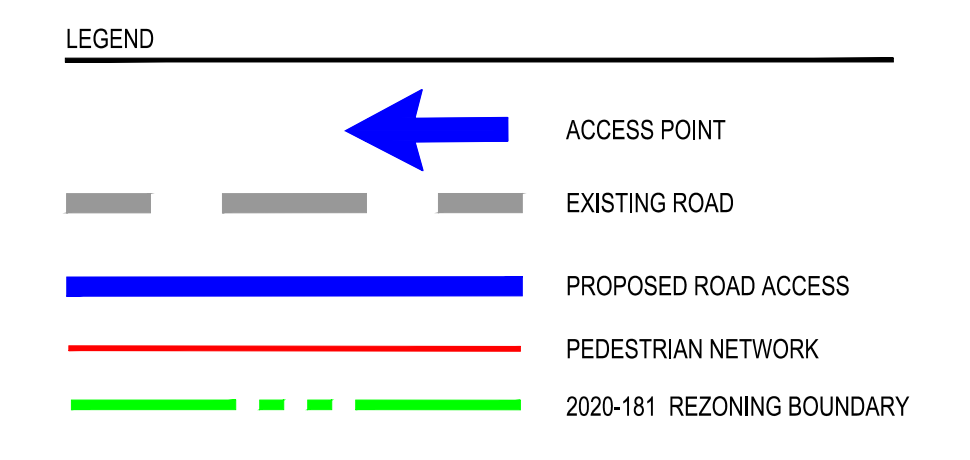 LEGEND
ACCESS POINT
EXISTING ROAD
PROPOSED ROAD ACCESS
PEDESTRIAN NETWORK
2020-181 REZONING BOUNDARY